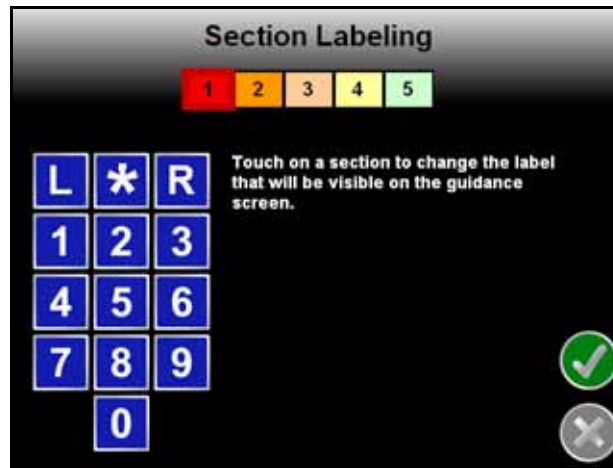 Section Labeling
1 2 3 4 5
Touch on a section to change the label
that will be visible on the guidance
screen.
L * R
1 2 3
4 5 6
7 8 9
0